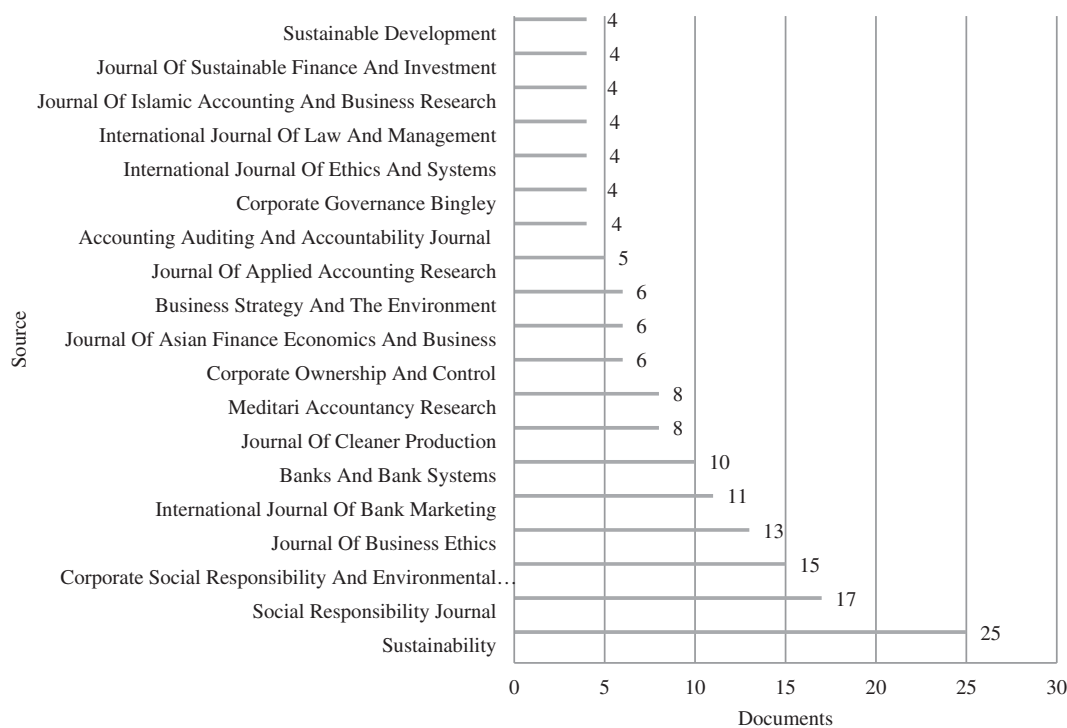 4
Sustainable Development
4
Journal Of Sustainable Finance And Investment
4
Journal Of Islamic Accounting And Business Research
4
International Journal Of Law And Management
4
International Journal Of Ethics And Systems
4
Corporate Governance Bingley
4
Accounting Auditing And Accountability Journal
5
Journal Of Applied Accounting Research
6
Business Strategy And The Environment
6
Journal Of Asian Finance Economics And Business
6
Corporate Ownership And Control
8
Meditari Accountancy Research
8
Journal Of Cleaner Production
10
Banks And Bank Systems
11
International Journal Of Bank Marketing
13
Journal Of Business Ethics
15
Corporate Social Responsibility And Environmental…
17
Social Responsibility Journal
25
Sustainability
Source
0 5 10 15 20 25 30
Documents